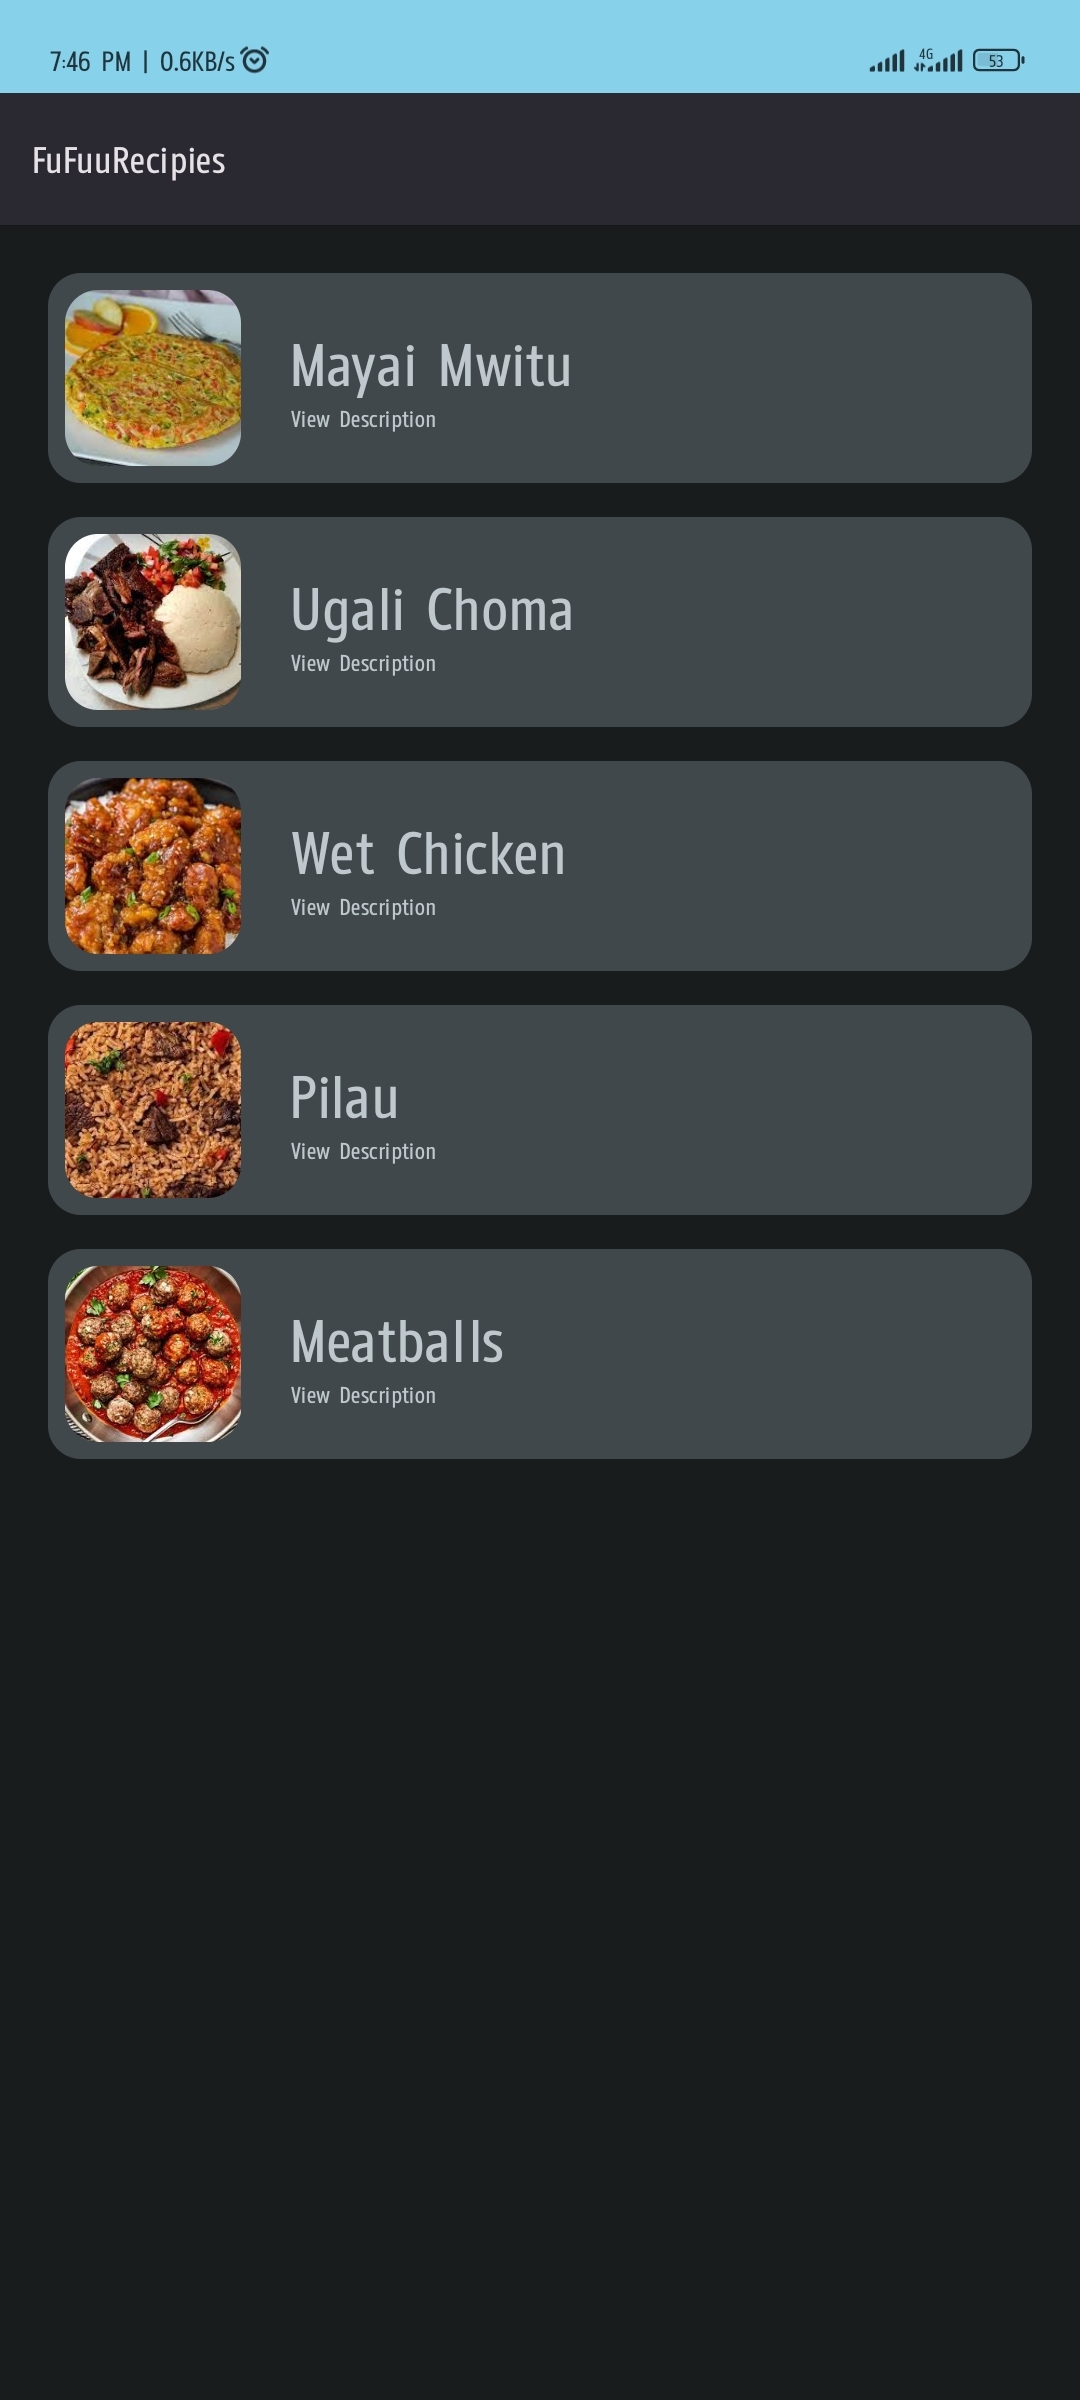 7:46 PM | 0.6KB/s
4G
53
FuFuuRecipies
Mayai Mwitu
View Description
Ugali Choma
View Description
Wet Chicken
View Description
Pilau
View Description
Meatballs
View Description